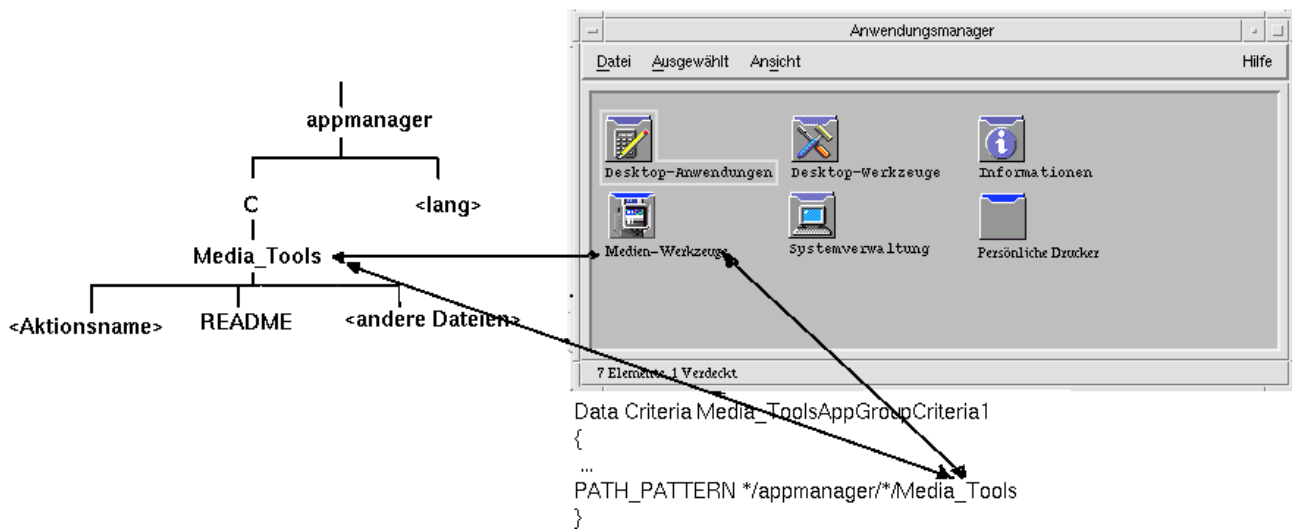 appmanager
C <lang>
Media_Tools
<Aktionsname> README <andere Dateien>
Anwendungsmanager
Datei Ausgewählt Ansicht Hilfe
Desktop-Anwendungen Desktop-Werkzeuge Informationen
Medien-Werkzeuge Systemverwaltung Persönliche Drucker
7 Elemente, 1 Verdeckt
Data Criteria Media_ToolsAppGroupCriteria1
{
...
PATH_PATTERN */appmanager/*/Media_Tools
}